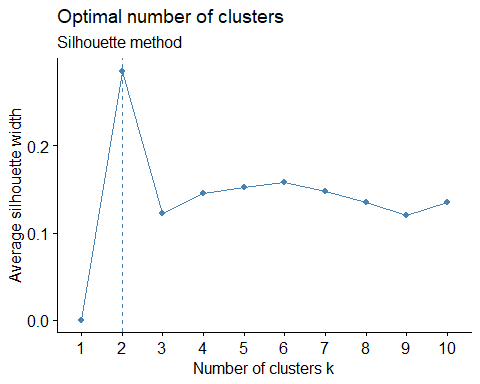 Optimal number of clusters
Silhouette method
Average silhouette width
0.2
0.1
0.0
1 2 3 4 5 6 7 8 9 10
Number of clusters k